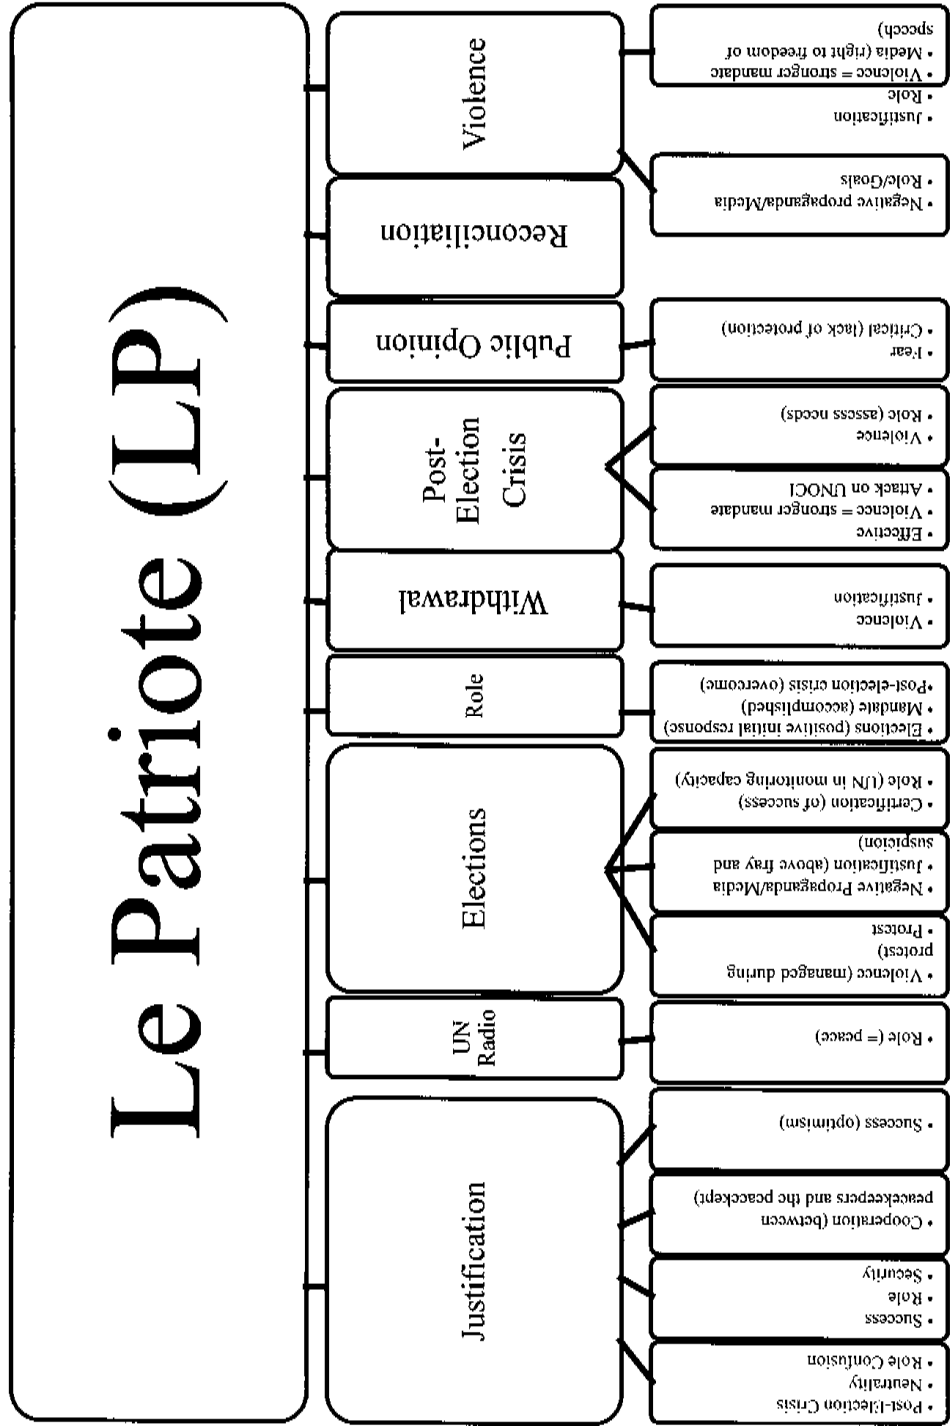 Le Patriote (LP)
Justification
• Post-Election Crisis
• Neutrality
• Role Confusion
• Success
• Role
• Security
• Cooperation (between
peacekeepers and the peacekept)
• Success (optimism)
UN
Radio
• Role (= peace)
Elections
• Violence (managed during
protest)
• Protest
• Negative Propaganda/Media
• Justification (above fray and
suspicion)
• Certification (of success)
• Role (UN in monitoring capacity)
Role
• Elections (positive initial response)
• Mandate (accomplished)
•Post-election crisis (overcome)
Withdrawal
• Violence
• Justification
Post-
Election
Crisis
• Effective
• Violence = stronger mandate
• Attack on UNOCI
• Violence
• Role (assess needs)
Public Opinion
• Fear
• Critical (lack of protection)
Reconciliation
Violence
• Negative propaganda/Media
• Role/Goals
• Justification
• Role
• Violence = stronger mandate
• Media (right to freedom of
speech)